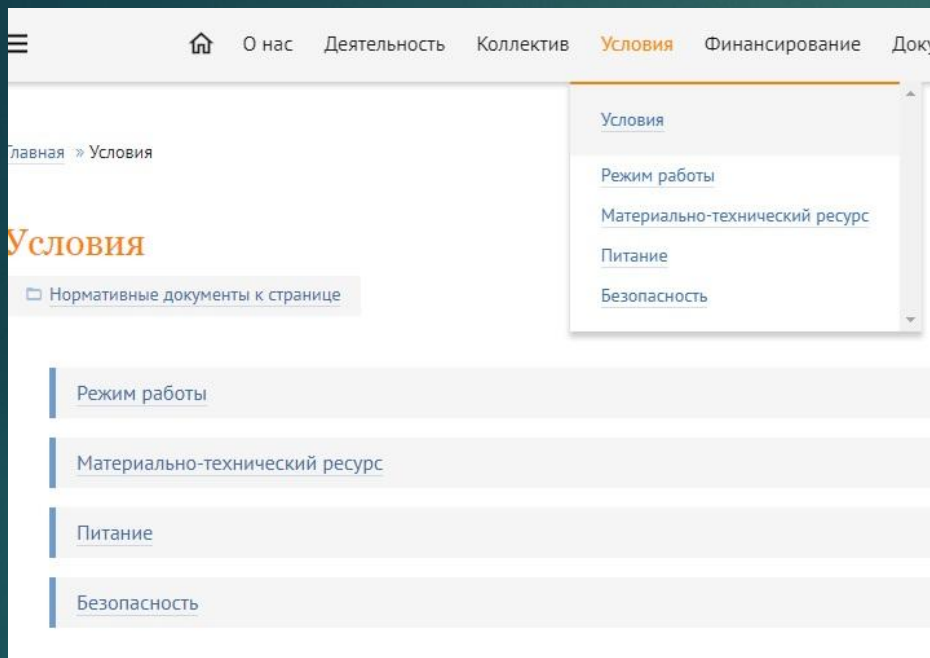 О нас Деятельность Коллектив Условия Финансирование Доку
Условия
Режим работы
Материально-технический ресурс
Питание
Безопасность
Главная » Условия
Условия
Нормативные документы к странице
Режим работы
Материально-технический ресурс
Питание
Безопасность